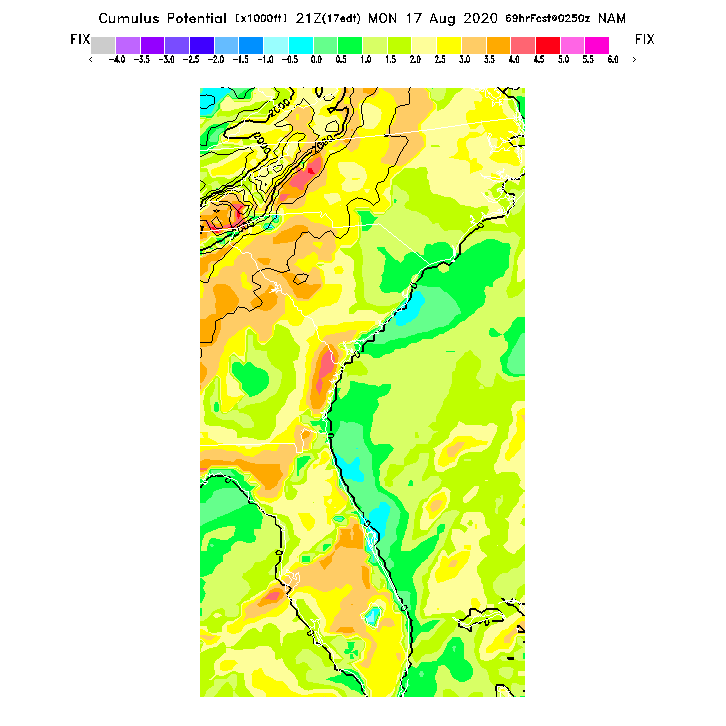 Cumulus Potential [x1000ft] 21Z(17edt) MON 17 Aug 2020 69hrFcst@0250z NAM
FIX FIX
< -4.0 -3.5 -3.0 -2.5 -2.0 -1.5 -1.0 -0.5 0.0 0.5 1.0 1.5 2.0 2.5 3.0 3.5 4.0 4.5 5.0 5.5 6.0 >
2000